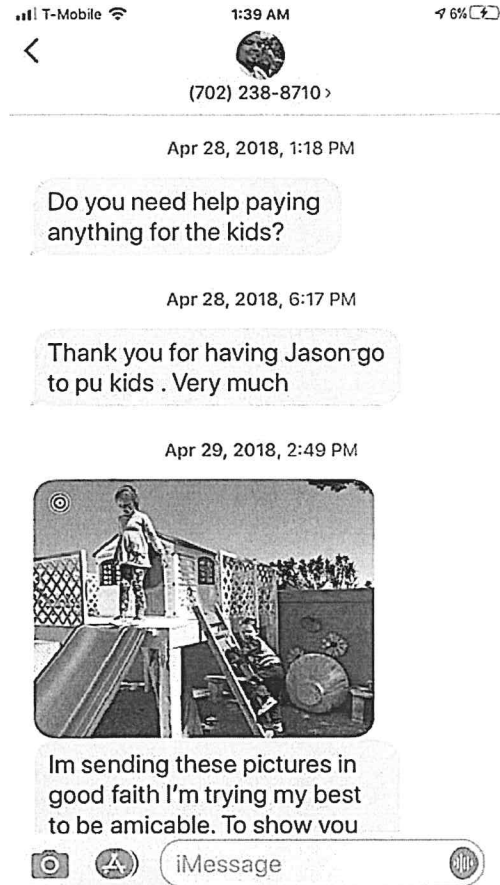 T-Mobile
1:39 AM
6%
(702) 238-8710 >
Apr 28, 2018, 1:18 PM
Do you need help paying
anything for the kids?
Apr 28, 2018, 6:17 PM
Thank you for having Jason go
to pu kids . Very much
Apr 29, 2018, 2:49 PM
Im sending these pictures in
good faith I'm trying my best
to be amicable. To show you
iMessage